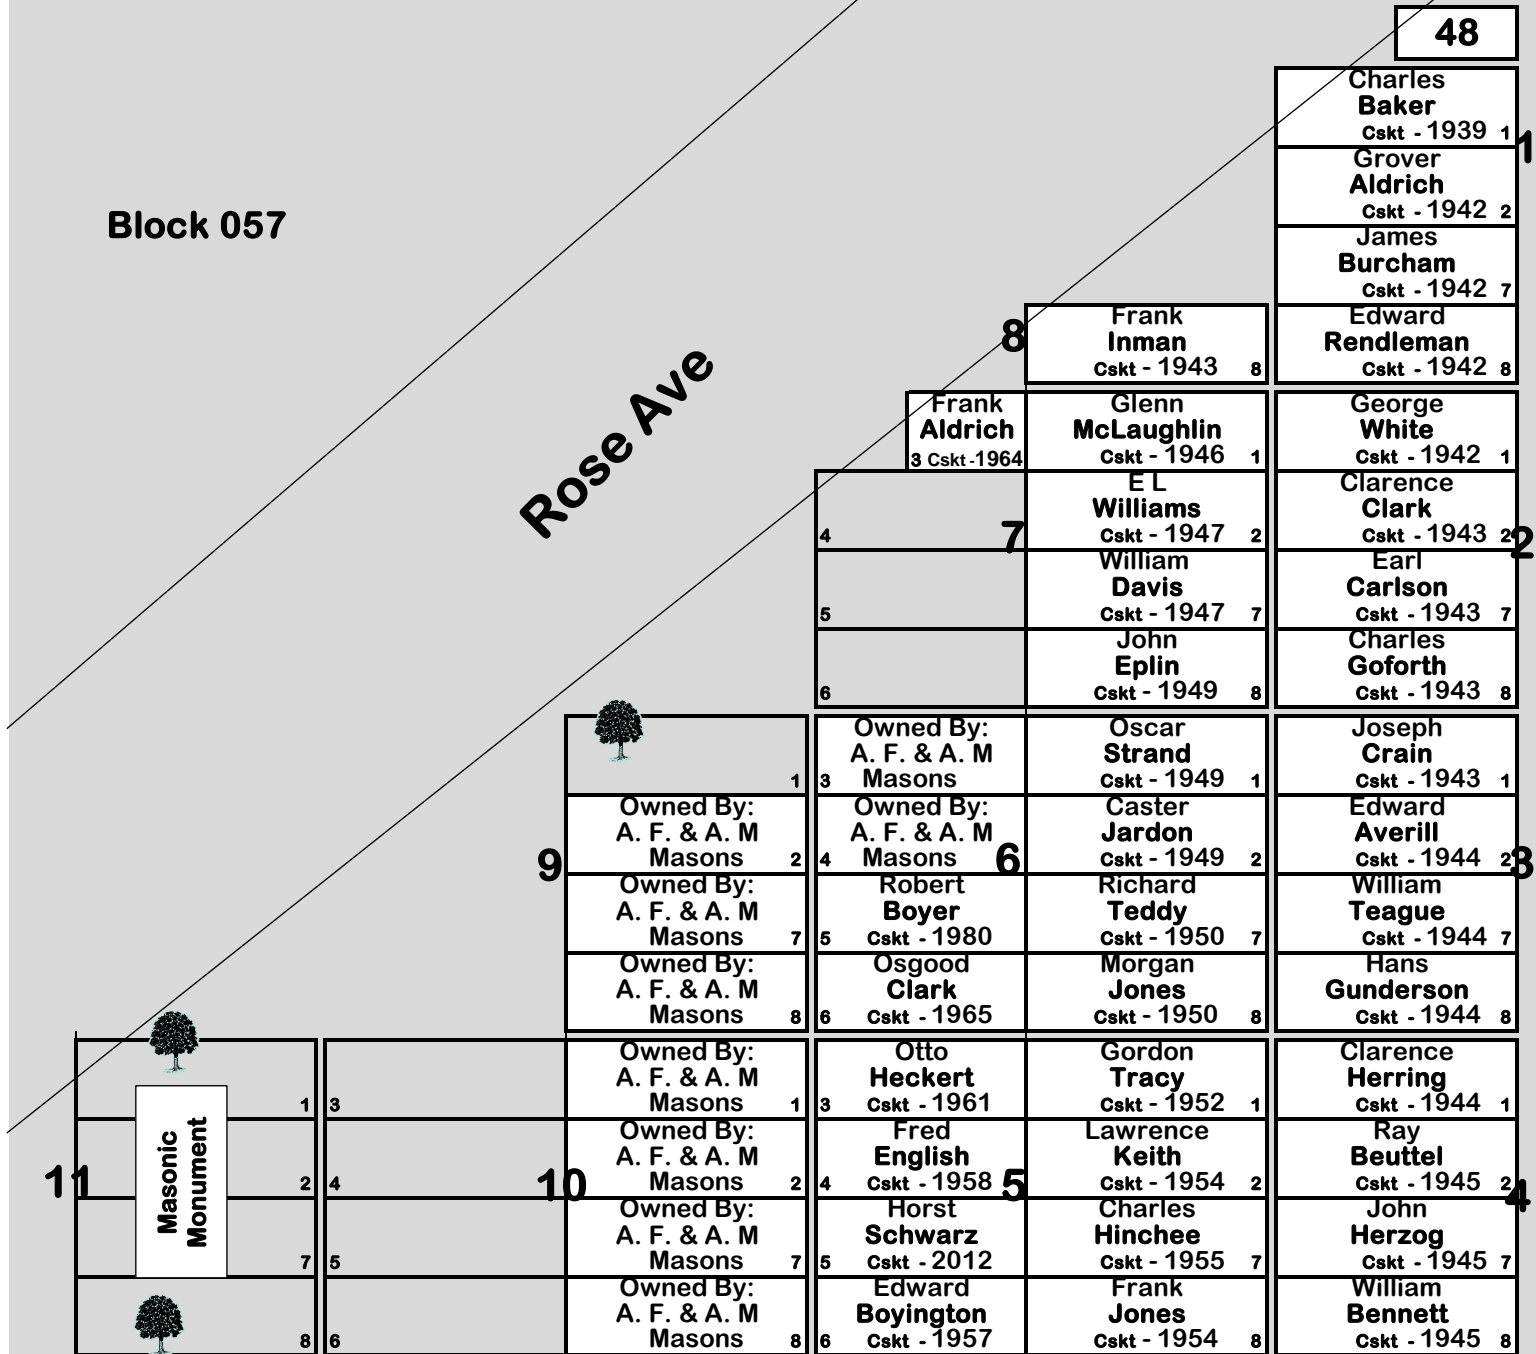 48
Charles
Baker
Cskt - 1939 1
1
Grover
Aldrich
Cskt - 1942 2
Block 057
James
Burcham
Cskt - 1942 7
8
Frank
Inman
Cskt - 1943 8
Edward
Rendleman
Cskt - 1942 8
Rose Ave
Frank
Aldrich
3 Cskt -1964
Glenn
McLaughlin
Cskt - 1946 1
George
White
Cskt - 1942 1
4
7
E L
Williams
Cskt - 1947 2
Clarence
Clark
Cskt - 1943 2
2
5
William
Davis
Cskt - 1947 7
Earl
Carlson
Cskt - 1943 7
6
John
Eplin
Cskt - 1949 8
Charles
Goforth
Cskt - 1943 8
1
Owned By:
A. F. & A. M
3 Masons
Oscar
Strand
Cskt - 1949 1
Joseph
Crain
Cskt - 1943 1
9
Owned By:
A. F. & A. M
Masons 2
Owned By:
A. F. & A. M
4 Masons
6
Caster
Jardon
Cskt - 1949 2
Edward
Averill
Cskt - 1944 2
3
Owned By:
A. F. & A. M
Masons 7
Robert
Boyer
5 Cskt - 1980
Richard
Teddy
Cskt - 1950 7
William
Teague
Cskt - 1944 7
Owned By:
A. F. & A. M
Masons 8
Osgood
Clark
6 Cskt - 1965
Morgan
Jones
Cskt - 1950 8
Hans
Gunderson
Cskt - 1944 8
1
3
Owned By:
A. F. & A. M
Masons 1
Otto
Heckert
3 Cskt - 1961
Gordon
Tracy
Cskt - 1952 1
Clarence
Herring
Cskt - 1944 1
11
Masonic
Monument
2
4
10
Owned By:
A. F. & A. M
Masons 2
Fred
English
4 Cskt - 1958
5
Lawrence
Keith
Cskt - 1954 2
Ray
Beuttel
Cskt - 1945 2
4
7
5
Owned By:
A. F. & A. M
Masons 7
Horst
Schwarz
5 Cskt - 2012
Charles
Hinchee
Cskt - 1955 7
John
Herzog
Cskt - 1945 7
8
6
Owned By:
A. F. & A. M
Masons 8
Edward
Boyington
6 Cskt - 1957
Frank
Jones
Cskt - 1954 8
William
Bennett
Cskt - 1945 8